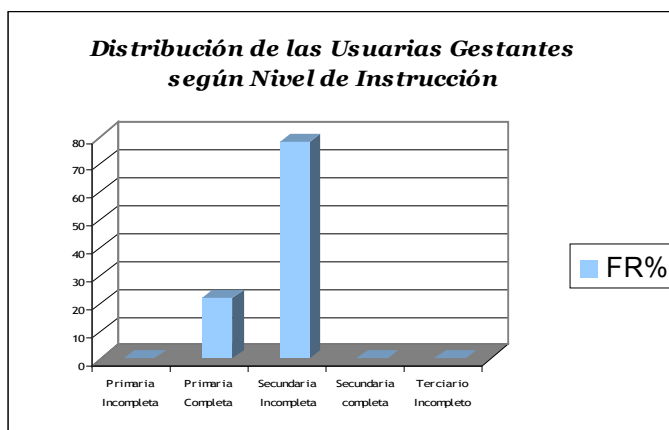 Distribución de las Usuarias Gestantes
según Nivel de Instrucción
80
70
60
50
40
30
20
10
0
Primaria
Incompleta
Primaria
Completa
Secundaria
Incompleta
Secundaria
completa
Terciario
Incompleto
FR%